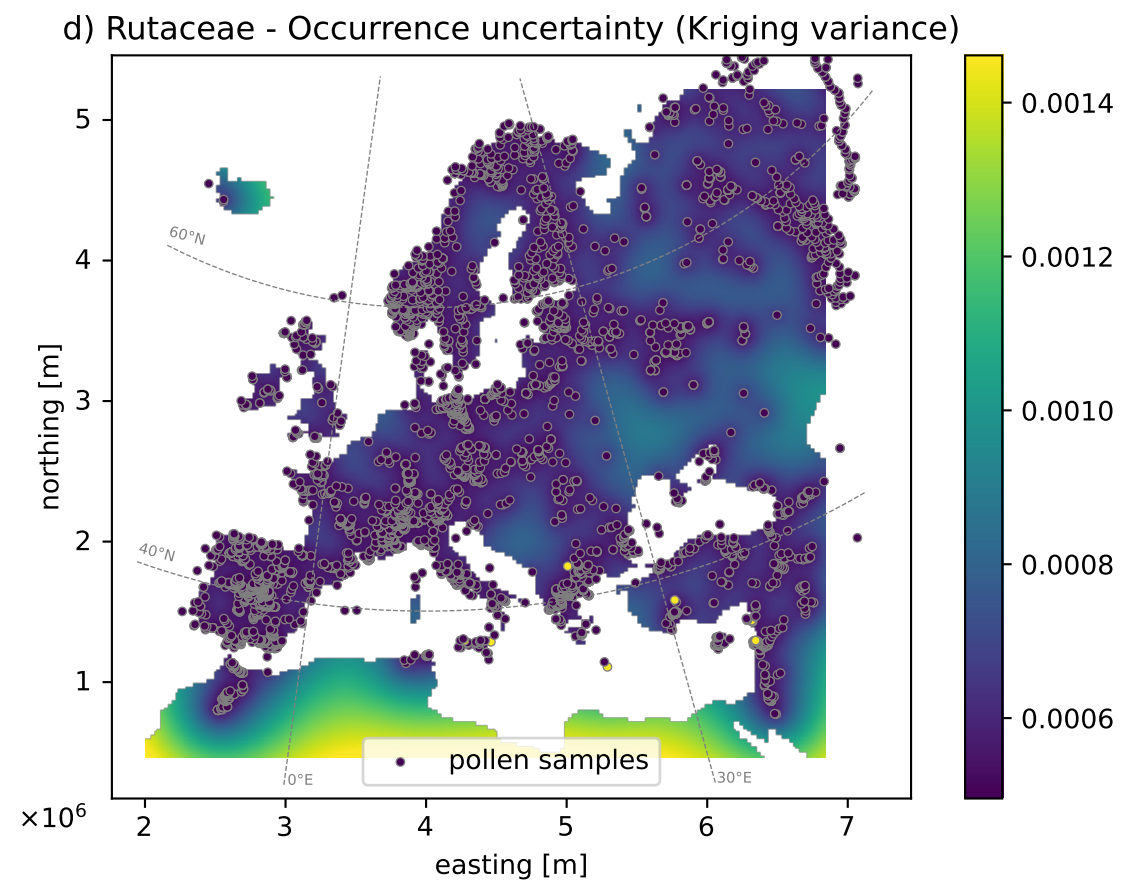 d) Rutaceae - Occurrence uncertainty (Kriging variance)
5
4
3
2
1
northing [m]
×10⁶
2 3 4 5 6 7
easting [m]
60°N
40°N
0°E
30°E
pollen samples
0.0014
0.0012
0.0010
0.0008
0.0006